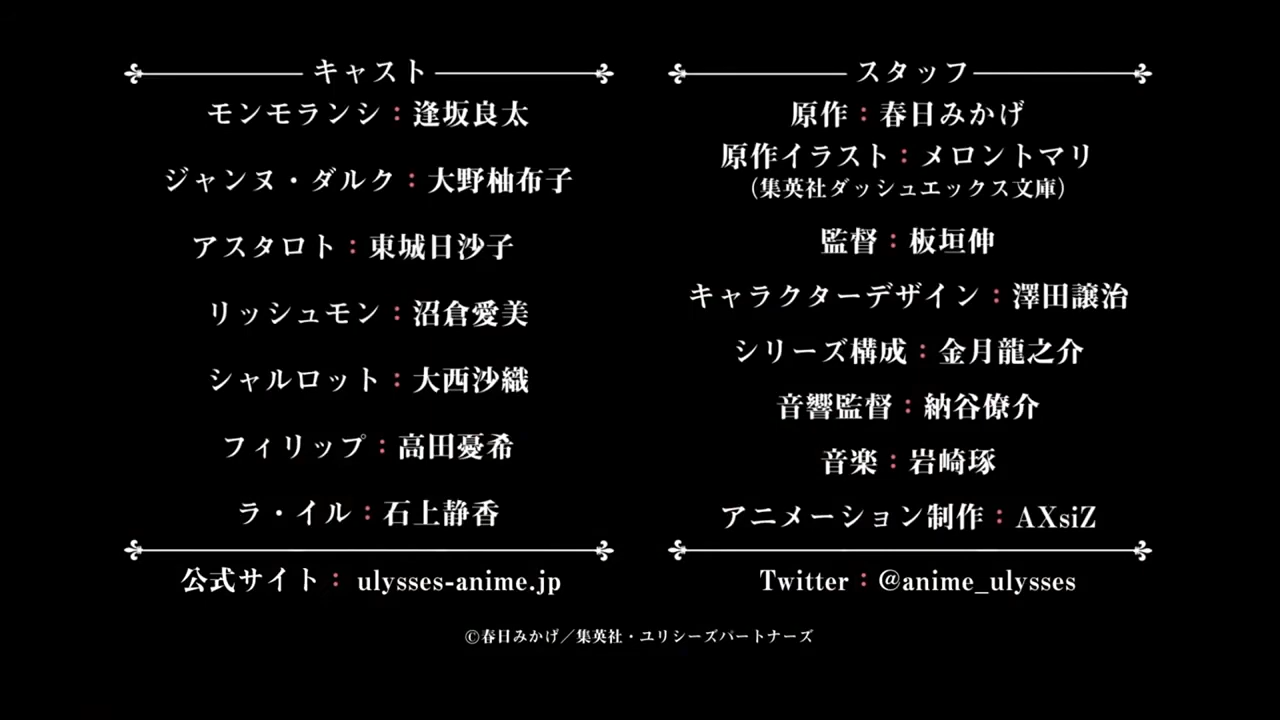 キャスト
モンモランシ：逢坂良太
ジャンヌ・ダルク：大野柚布子
アスタロト：東城日沙子
リッシュモン：沼倉愛美
シャルロット：大西沙織
フィリップ：高田憂希
ラ・イル：石上静香
公式サイト： ulysses-anime.jp
スタッフ
原作：春日みかげ
原作イラスト：メロントマリ
（集英社ダッシュエックス文庫）
監督：板垣伸
キャラクターデザイン：澤田譲治
シリーズ構成：金月龍之介
音響監督：納谷僚介
音楽：岩崎琢
アニメーション制作：AXsiZ
Twitter：@anime_ulysses
©春日みかげ／集英社・ユリシーズパートナーズ